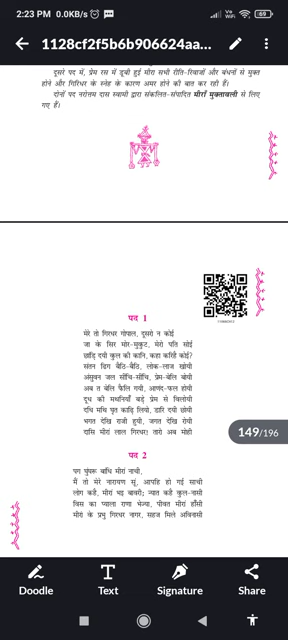 2:23 PM 0.0KB/s
Vo WiFi 69
1128cf2f5b6b906624aa...
दूसरे पद में, प्रेम रस में डूबी हुई मीरा सभी रीति-रिवाजों और बंधनों से मुक्त
होने और गिरिधर के स्नेह के कारण अमर होने की बात कर रही हैं।
दोनों पद नरोत्तम दास स्वामी द्वारा संकलित-संपादित मीराँ मुक्तावली से लिए
गए हैं।
पद 1
मेरे तो गिरधर गोपाल, दूसरो न कोई
जा के सिर मोर-मुकुट, मेरो पति सोई
छांड़ि दयी कुल की कानि, कहा करिहै कोई?
संतन ढिग बैठि-बैठि, लोक-लाज खोयी
अंसुवन जल सींचि-सींचि, प्रेम-बेलि बोयी
अब त बेलि फैलि गयी, आणंद-फल होयी
दूध की मथनियाँ बड़े प्रेम से विलोयी
दधि मथि घृत काढ़ि लियो, डारि दयी छोयी
भगत देखि राजी हुयी, जगत देखि रोयी
दासि मीरां लाल गिरधर! तारो अब मोही
149/196
पद 2
पग घुंघरू बांधि मीरां नाची,
मैं तो मेरे नारायण सूं, आपहि हो गई साची
लोग कहै, मीरां भइ बावरी; न्यात कहै कुल-नासी
विस का प्याला राणा भेज्या, पीवत मीरां हाँसी
मीरां के प्रभु गिरधर नागर, सहज मिले अविनासी
Doodle Text Signature Share